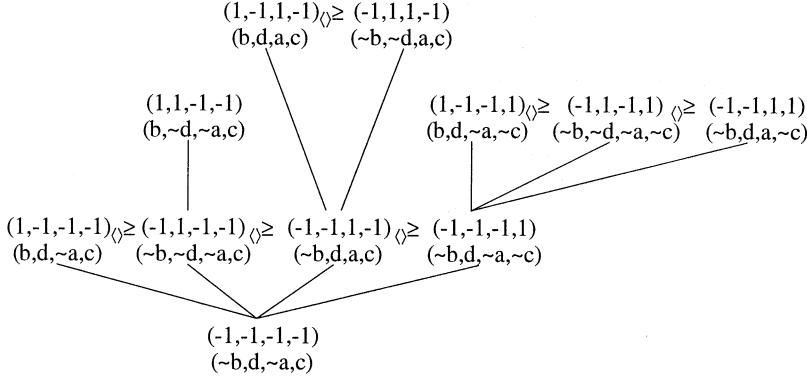 (1,-1,1,-1)⟨⟩≥ (-1,1,1,-1)
(b,d,a,c) (~b,~d,a,c)
(1,1,-1,-1)
(b,~d,~a,c)
(1,-1,-1,1)⟨⟩≥ (-1,1,-1,1) ⟨⟩≥ (-1,-1,1,1)
(b,d,~a,~c) (~b,~d,~a,~c) (~b,d,a,~c)
(1,-1,-1,-1)⟨⟩≥ (-1,1,-1,-1)⟨⟩≥ (-1,-1,1,-1) ⟨⟩≥ (-1,-1,-1,1)
(b,d,~a,c) (~b,~d,~a,c) (~b,d,a,c) (~b,d,~a,~c)
(-1,-1,-1,-1)
(~b,d,~a,c)